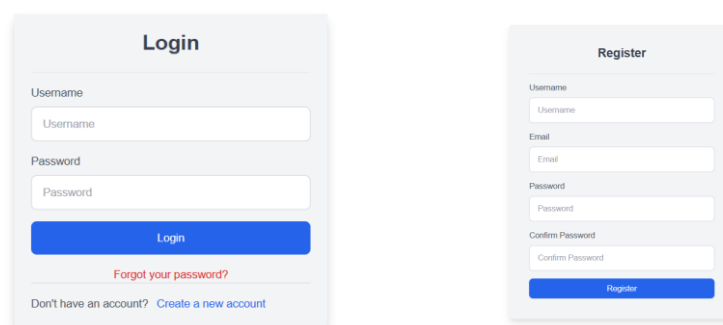 Login
Username
Username
Password
Password
Login
Forgot your password?
Don't have an account? Create a new account
Register
Username
Username
Email
Email
Password
Password
Confirm Password
Confirm Password
Register